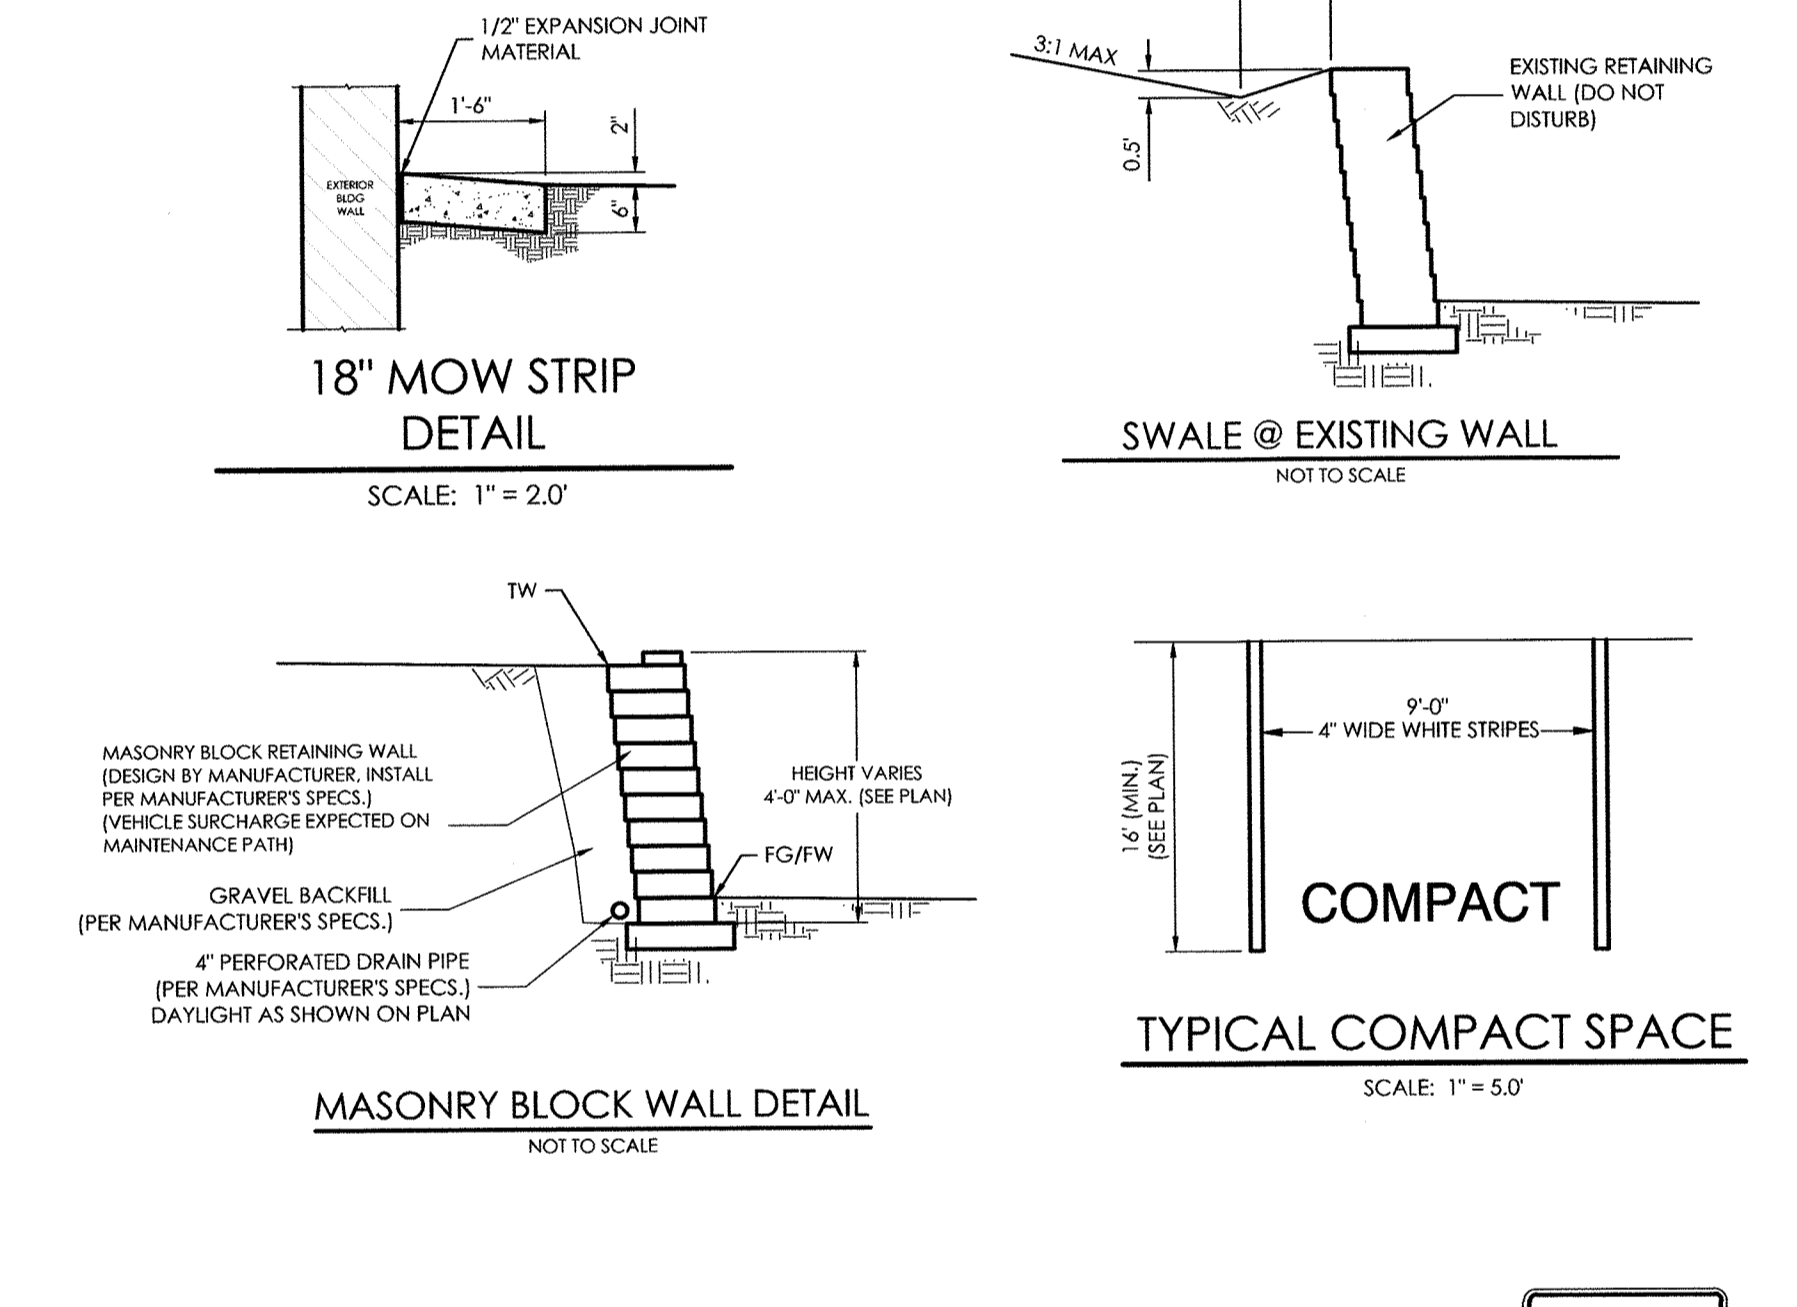 1/2" EXPANSION JOINT
MATERIAL
1'-6"
2"
6"
EXTERIOR
BLDG
WALL
18" MOW STRIP
DETAIL
SCALE: 1" = 2.0'
3:1 MAX
0.5'
EXISTING RETAINING
WALL (DO NOT
DISTURB)
SWALE @ EXISTING WALL
NOT TO SCALE
TW
MASONRY BLOCK RETAINING WALL
(DESIGN BY MANUFACTURER, INSTALL
PER MANUFACTURER'S SPECS.)
(VEHICLE SURCHARGE EXPECTED ON
MAINTENANCE PATH)
HEIGHT VARIES
4'-0" MAX. (SEE PLAN)
FG/FW
GRAVEL BACKFILL
(PER MANUFACTURER'S SPECS.)
4" PERFORATED DRAIN PIPE
(PER MANUFACTURER'S SPECS.)
DAYLIGHT AS SHOWN ON PLAN
MASONRY BLOCK WALL DETAIL
NOT TO SCALE
9'-0"
4" WIDE WHITE STRIPES
16' (MIN.)
(SEE PLAN)
COMPACT
TYPICAL COMPACT SPACE
SCALE: 1" = 5.0'